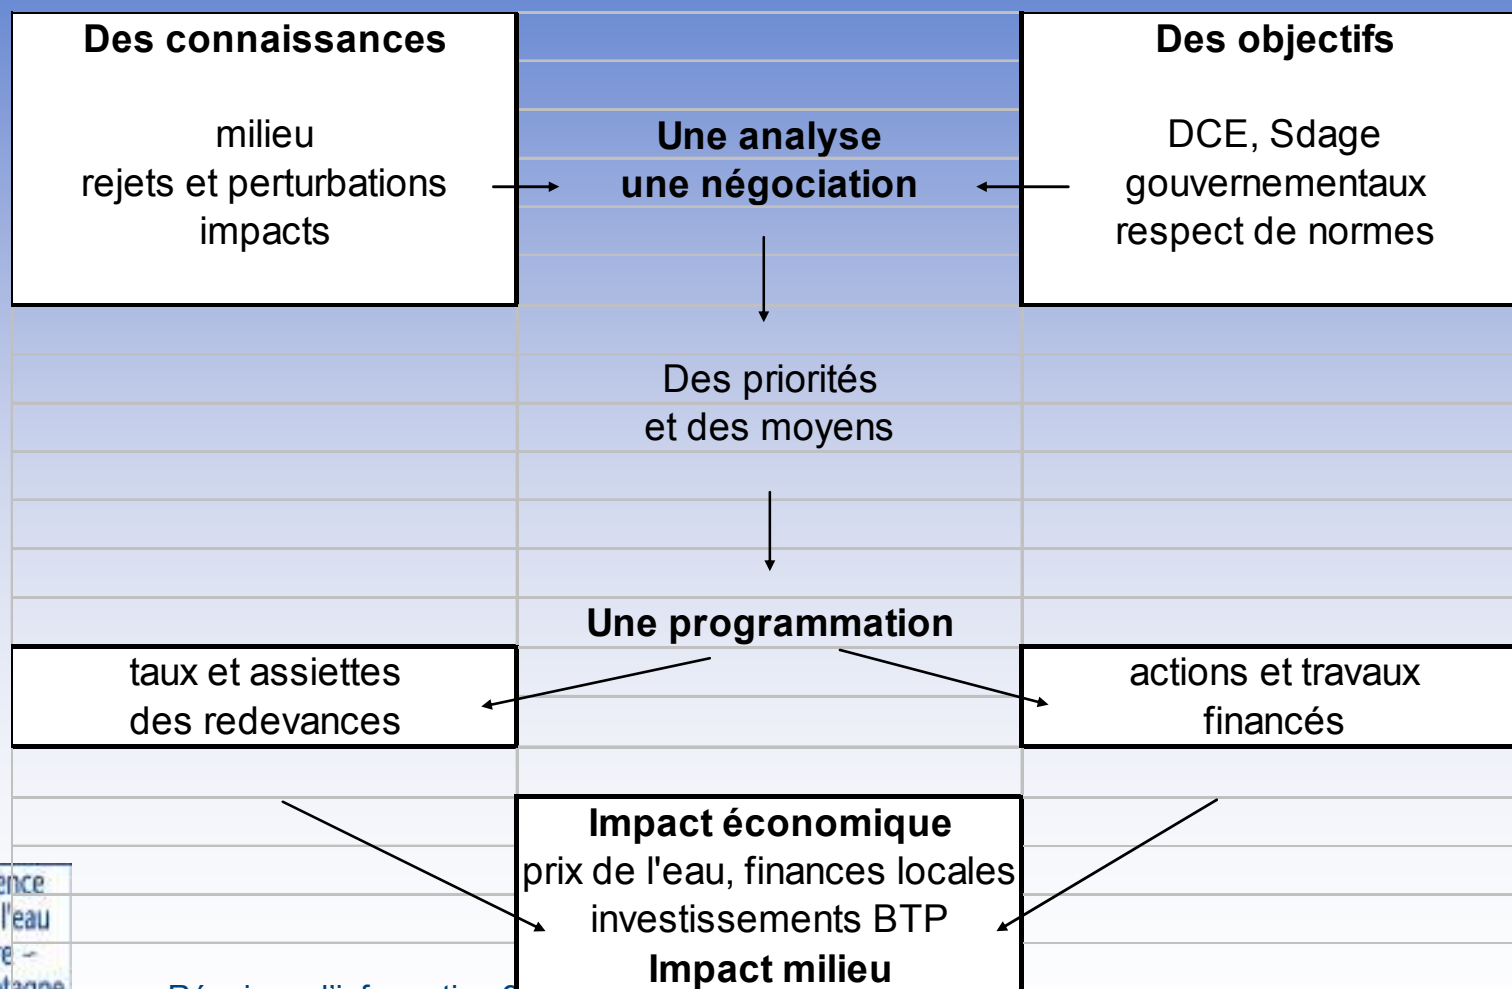 Des connaissances
milieu
rejets et perturbations
impacts
Une analyse
une négociation
Des objectifs
DCE, Sdage
gouvernementaux
respect de normes
Des priorités
et des moyens
Une programmation
taux et assiettes
des redevances
actions et travaux
financés
Impact économique
prix de l'eau, finances locales
investissements BTP
Impact milieu
ence
l'eau